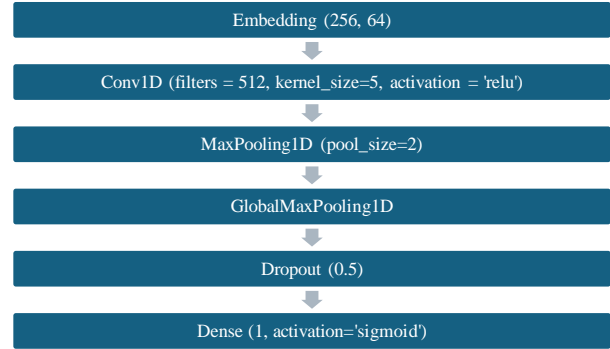 Embedding (256, 64)
Conv1D (filters = 512, kernel_size=5, activation = 'relu')
MaxPooling1D (pool_size=2)
GlobalMaxPooling1D
Dropout (0.5)
Dense (1, activation='sigmoid')